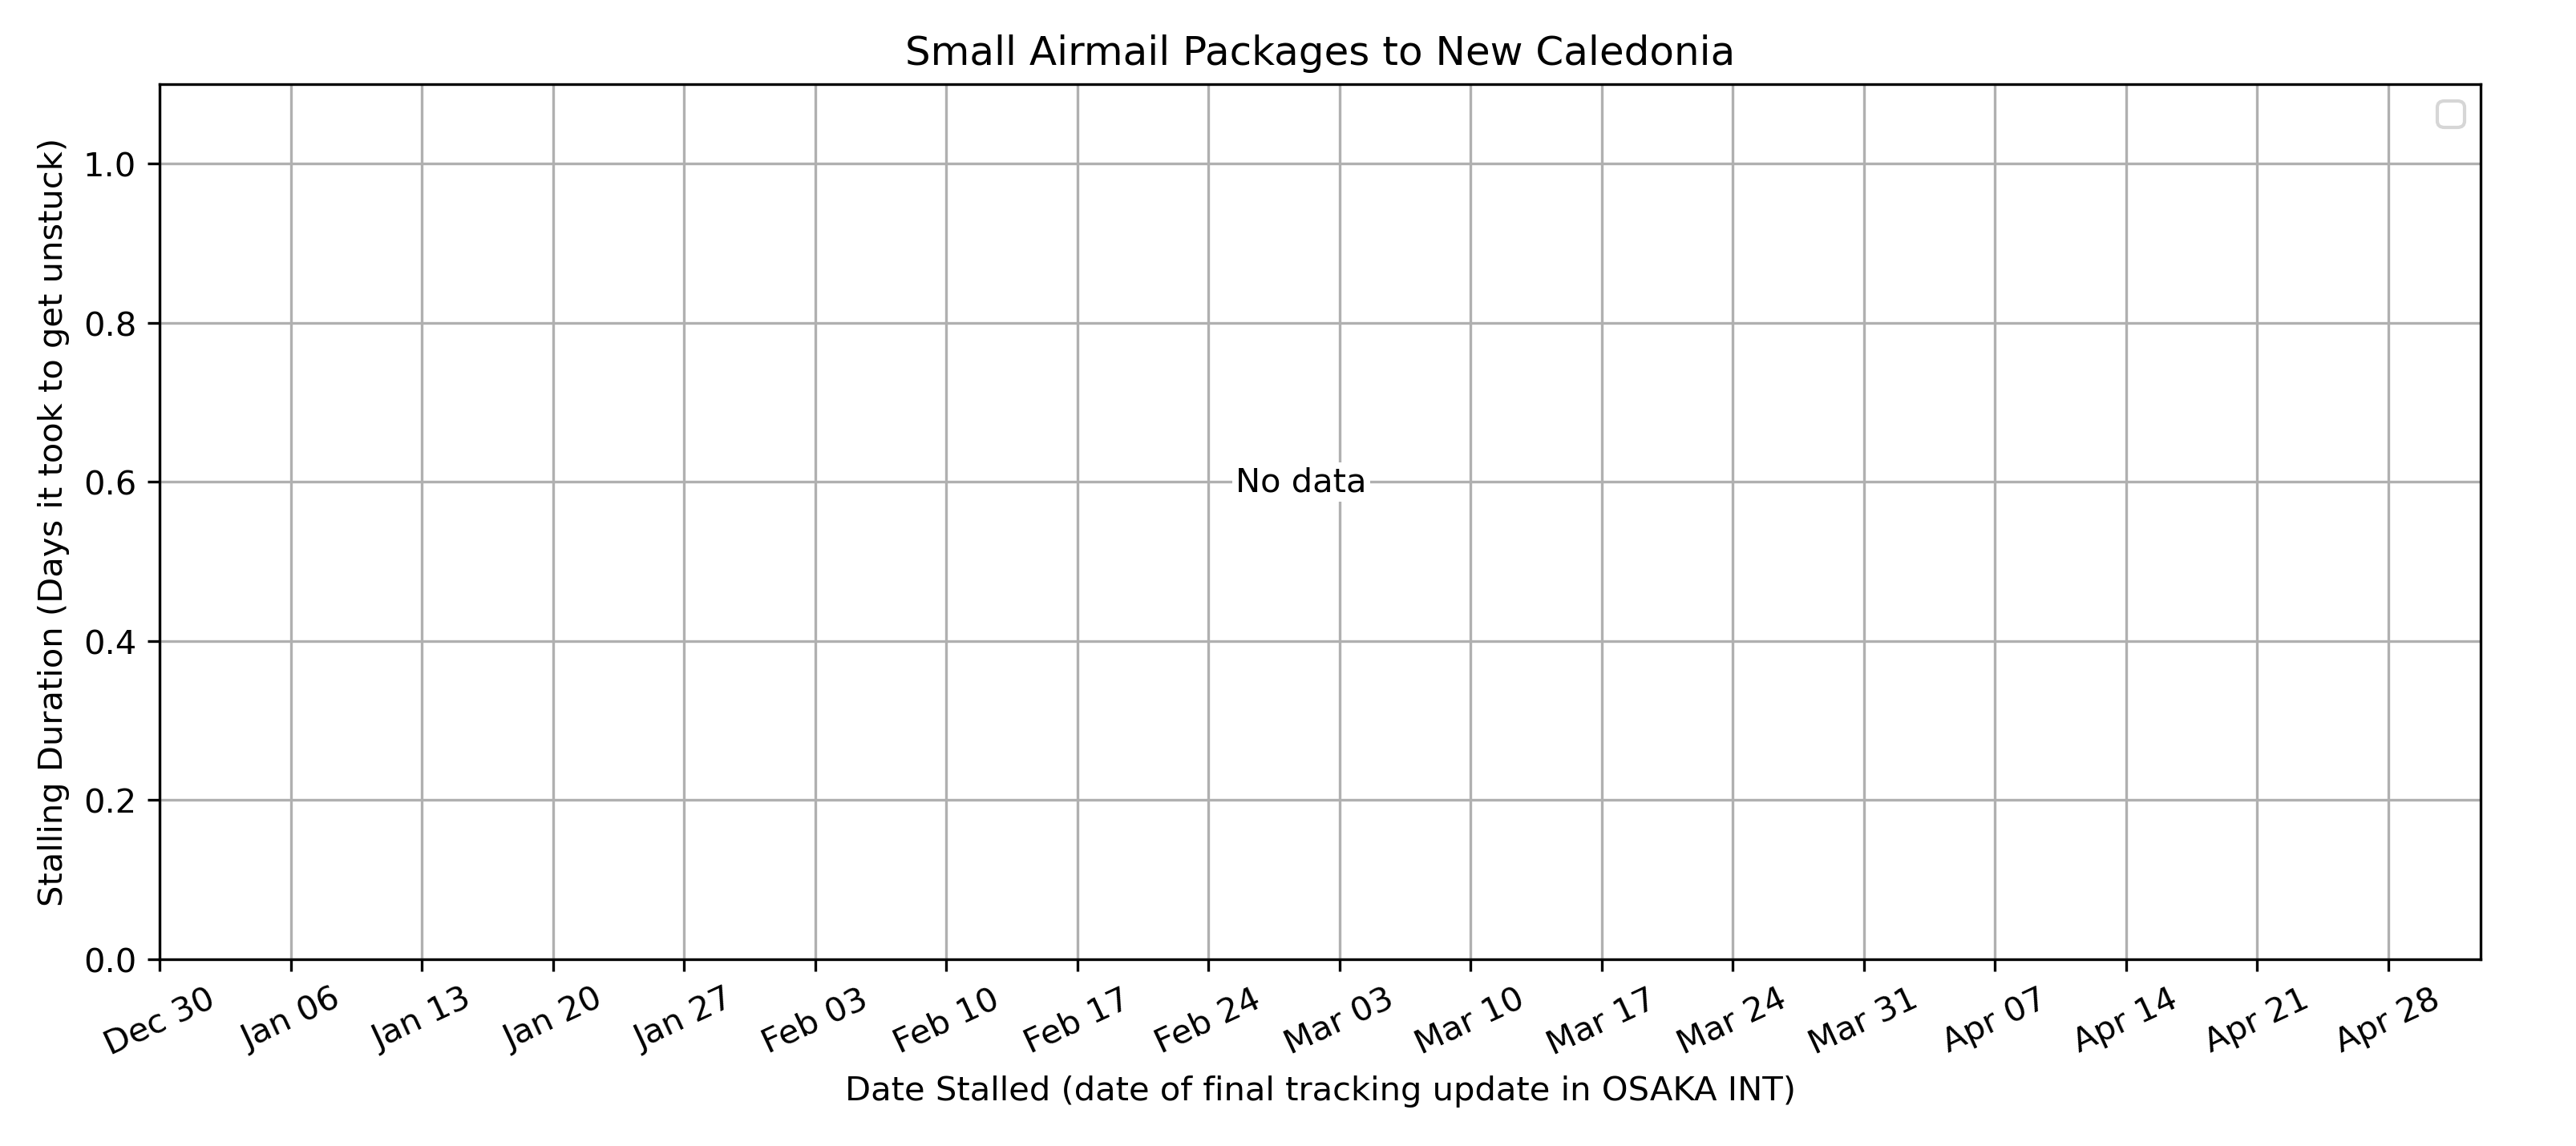 Small Airmail Packages to New Caledonia
Stalling Duration (Days it took to get unstuck)
1.0
0.8
0.6
0.4
0.2
0.0
No data
Dec 30 Jan 06 Jan 13 Jan 20 Jan 27 Feb 03 Feb 10 Feb 17 Feb 24 Mar 03 Mar 10 Mar 17 Mar 24 Mar 31 Apr 07 Apr 14 Apr 21 Apr 28
Date Stalled (date of final tracking update in OSAKA INT)